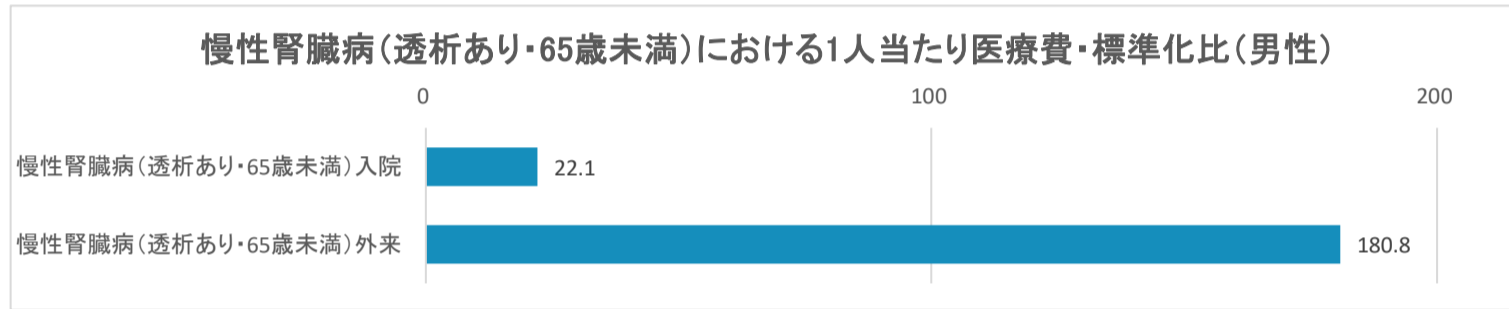 慢性腎臓病（透析あり・65歳未満）における1人当たり医療費・標準化比（男性）
0 100 200
慢性腎臓病（透析あり・65歳未満）入院 22.1
慢性腎臓病（透析あり・65歳未満）外来 180.8